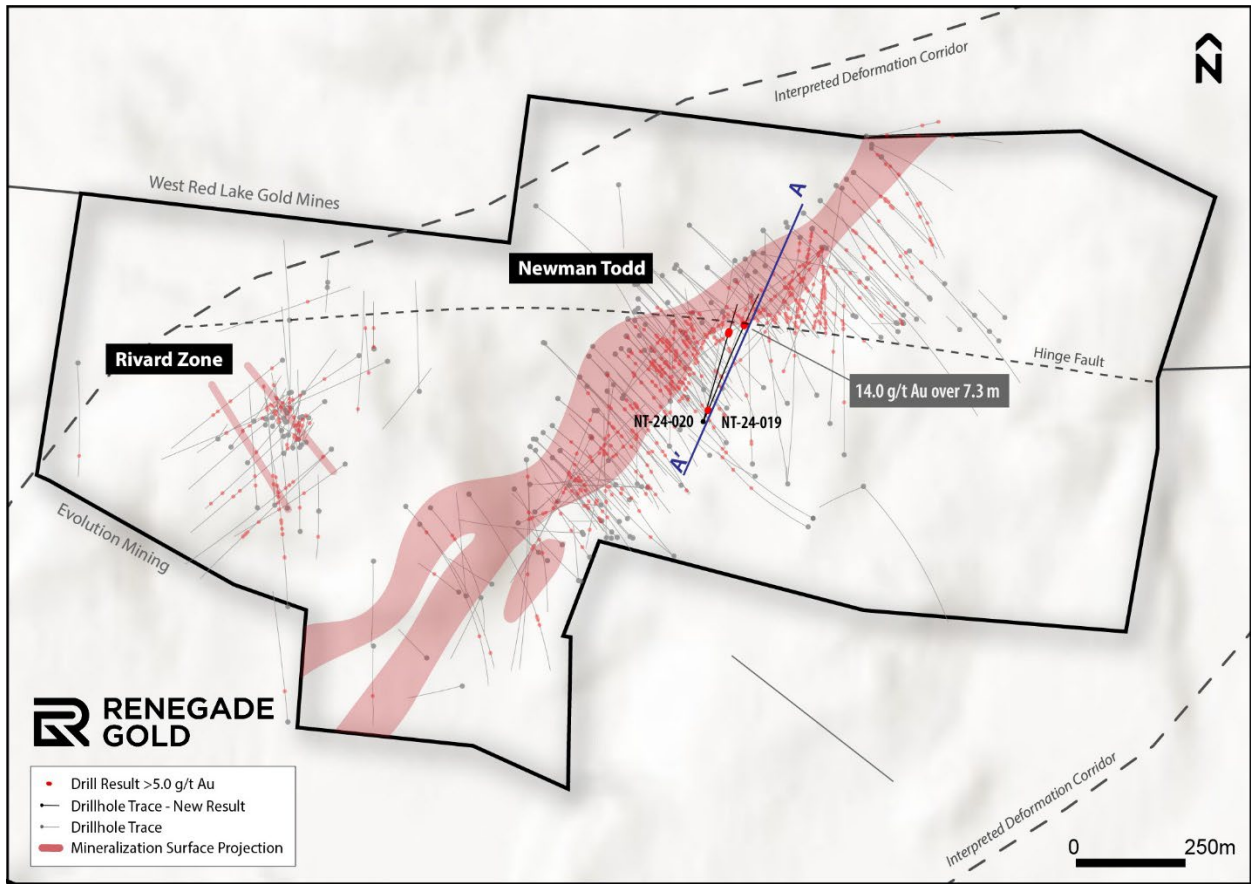 Interpreted Deformation Corridor
N
West Red Lake Gold Mines
A
Newman Todd
Rivard Zone
Hinge Fault
14.0 g/t Au over 7.3 m
NT-24-020
NT-24-019
A'
Evolution Mining
RENEGADE
GOLD
Drill Result >5.0 g/t Au
Drillhole Trace - New Result
Drillhole Trace
Mineralization Surface Projection
Interpreted Deformation Corridor
0
250m